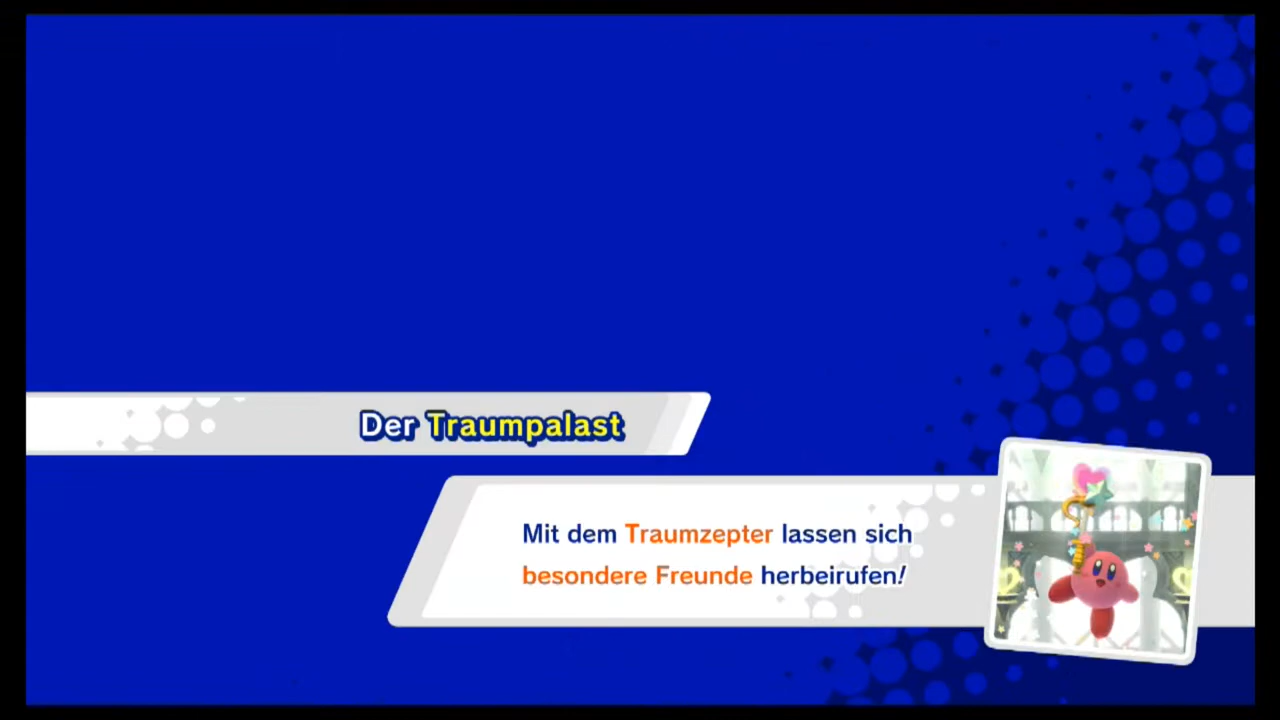 Der Traumpalast
Mit dem Traumzepter lassen sich
besondere Freunde herbeirufen!